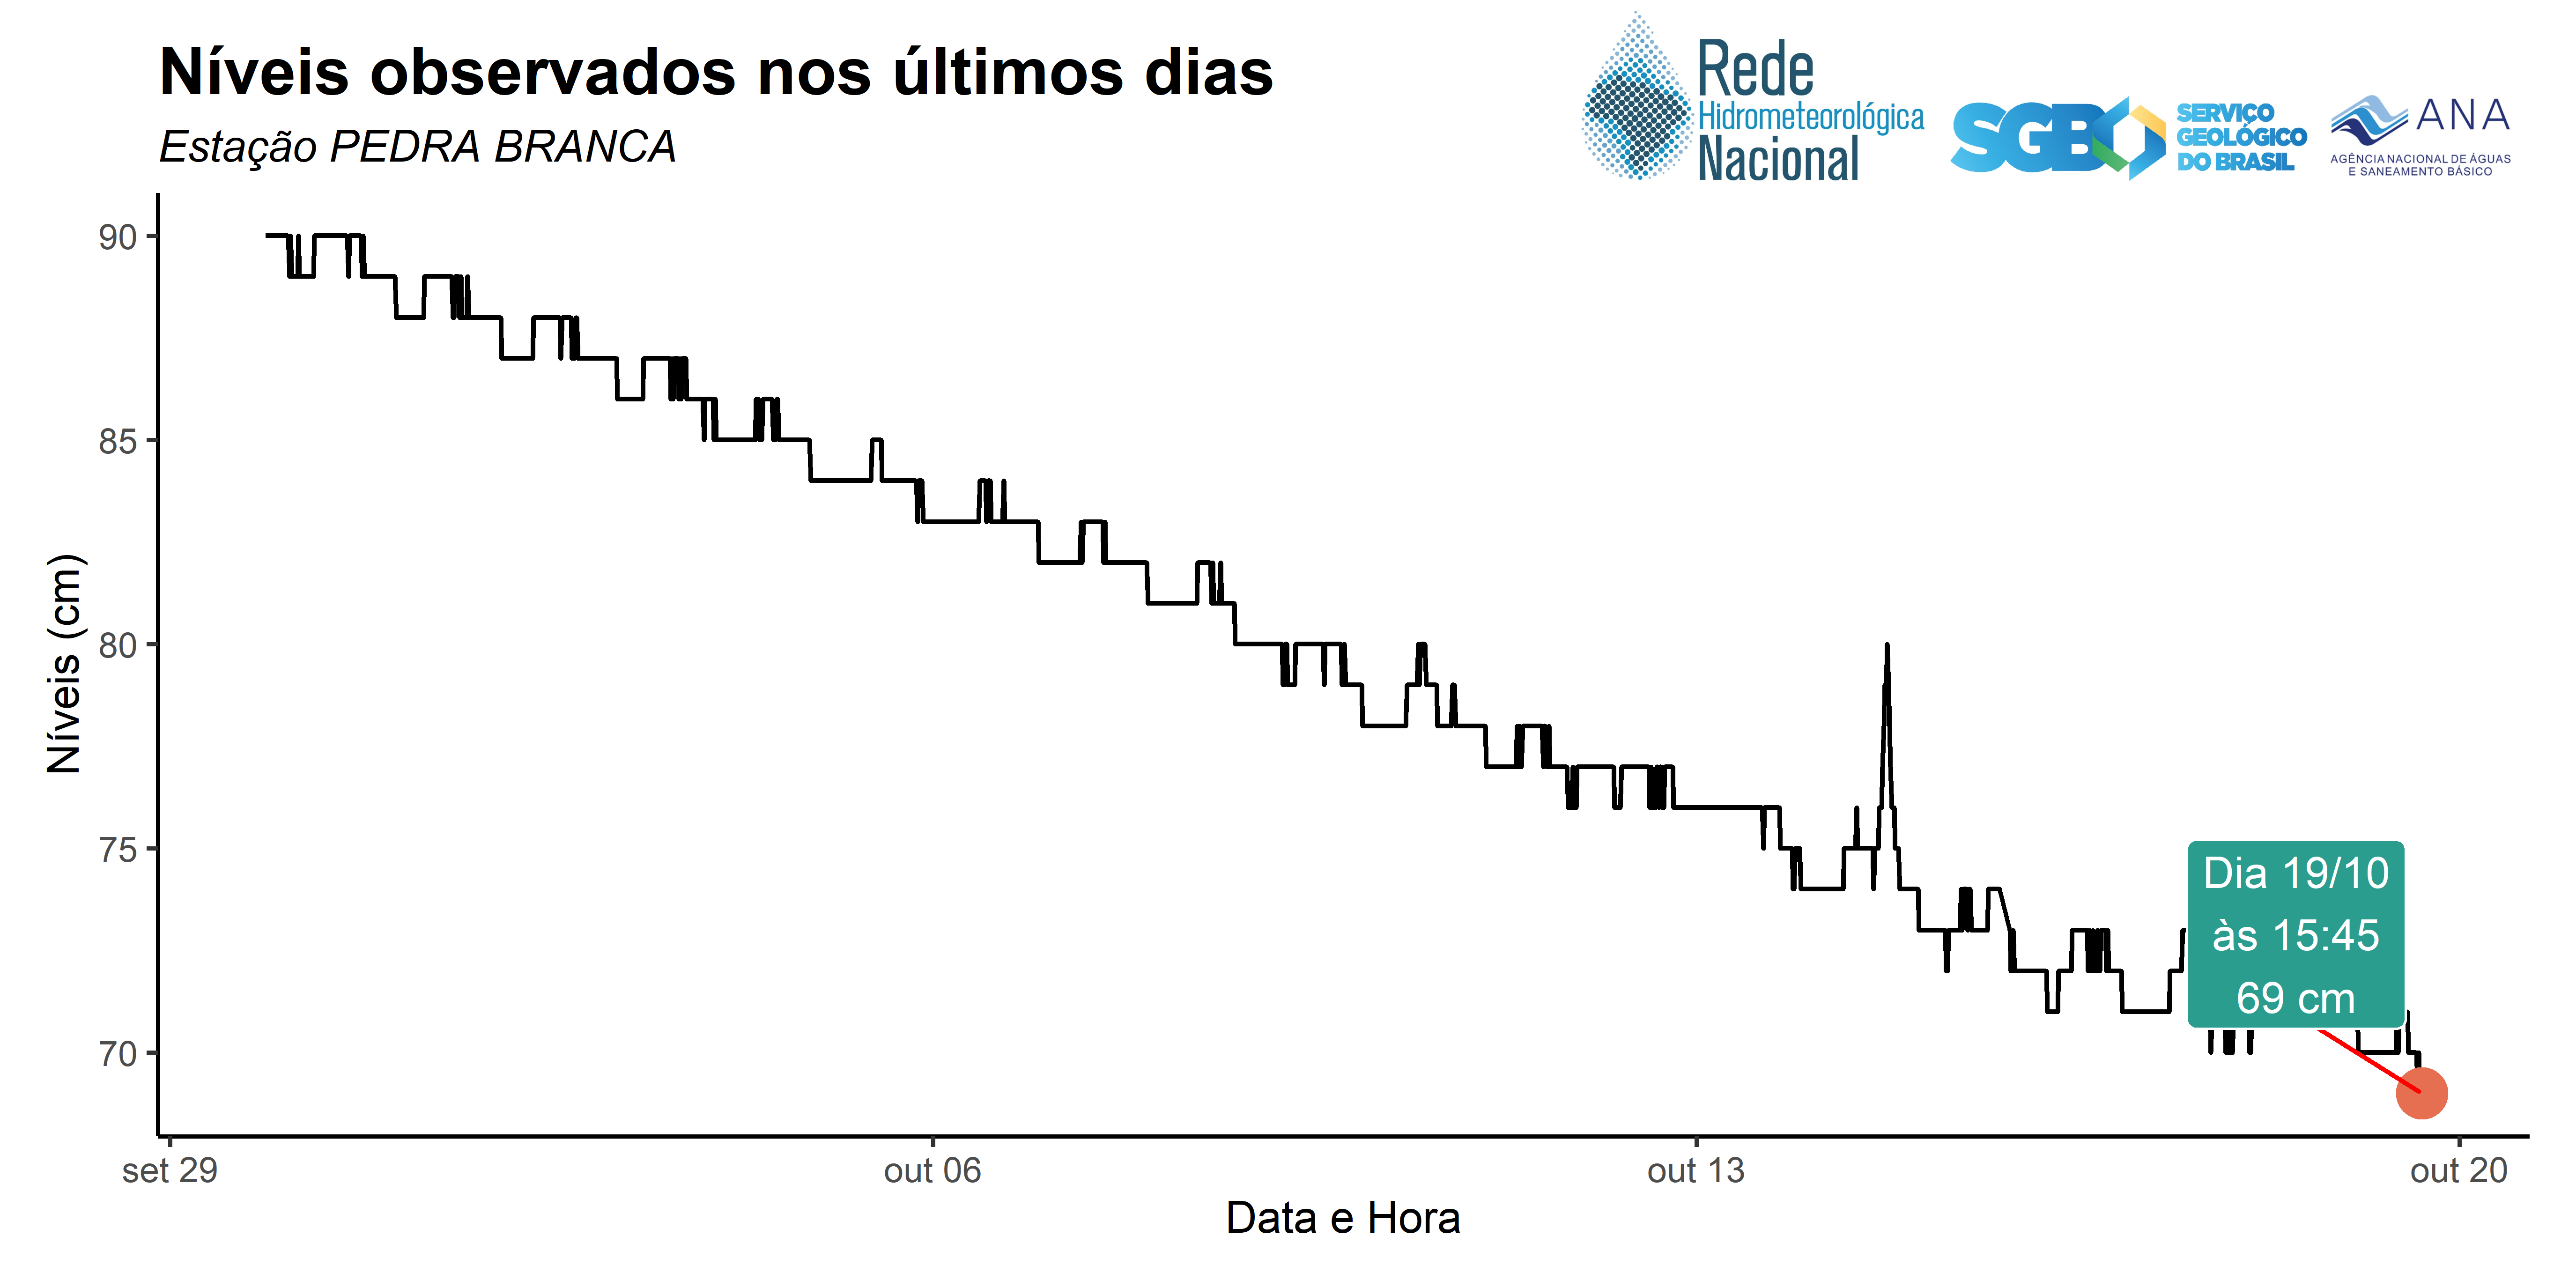 Níveis observados nos últimos dias
Estação PEDRA BRANCA
Rede
Hidrometeorológica
Nacional
SGB
SERVIÇO
GEOLÓGICO
DO BRASIL
ANA
AGÊNCIA NACIONAL DE ÁGUAS
E SANEAMENTO BÁSICO
Níveis (cm)
90
85
80
75
70
Dia 19/10
às 15:45
69 cm
set 29
out 06
out 13
out 20
Data e Hora